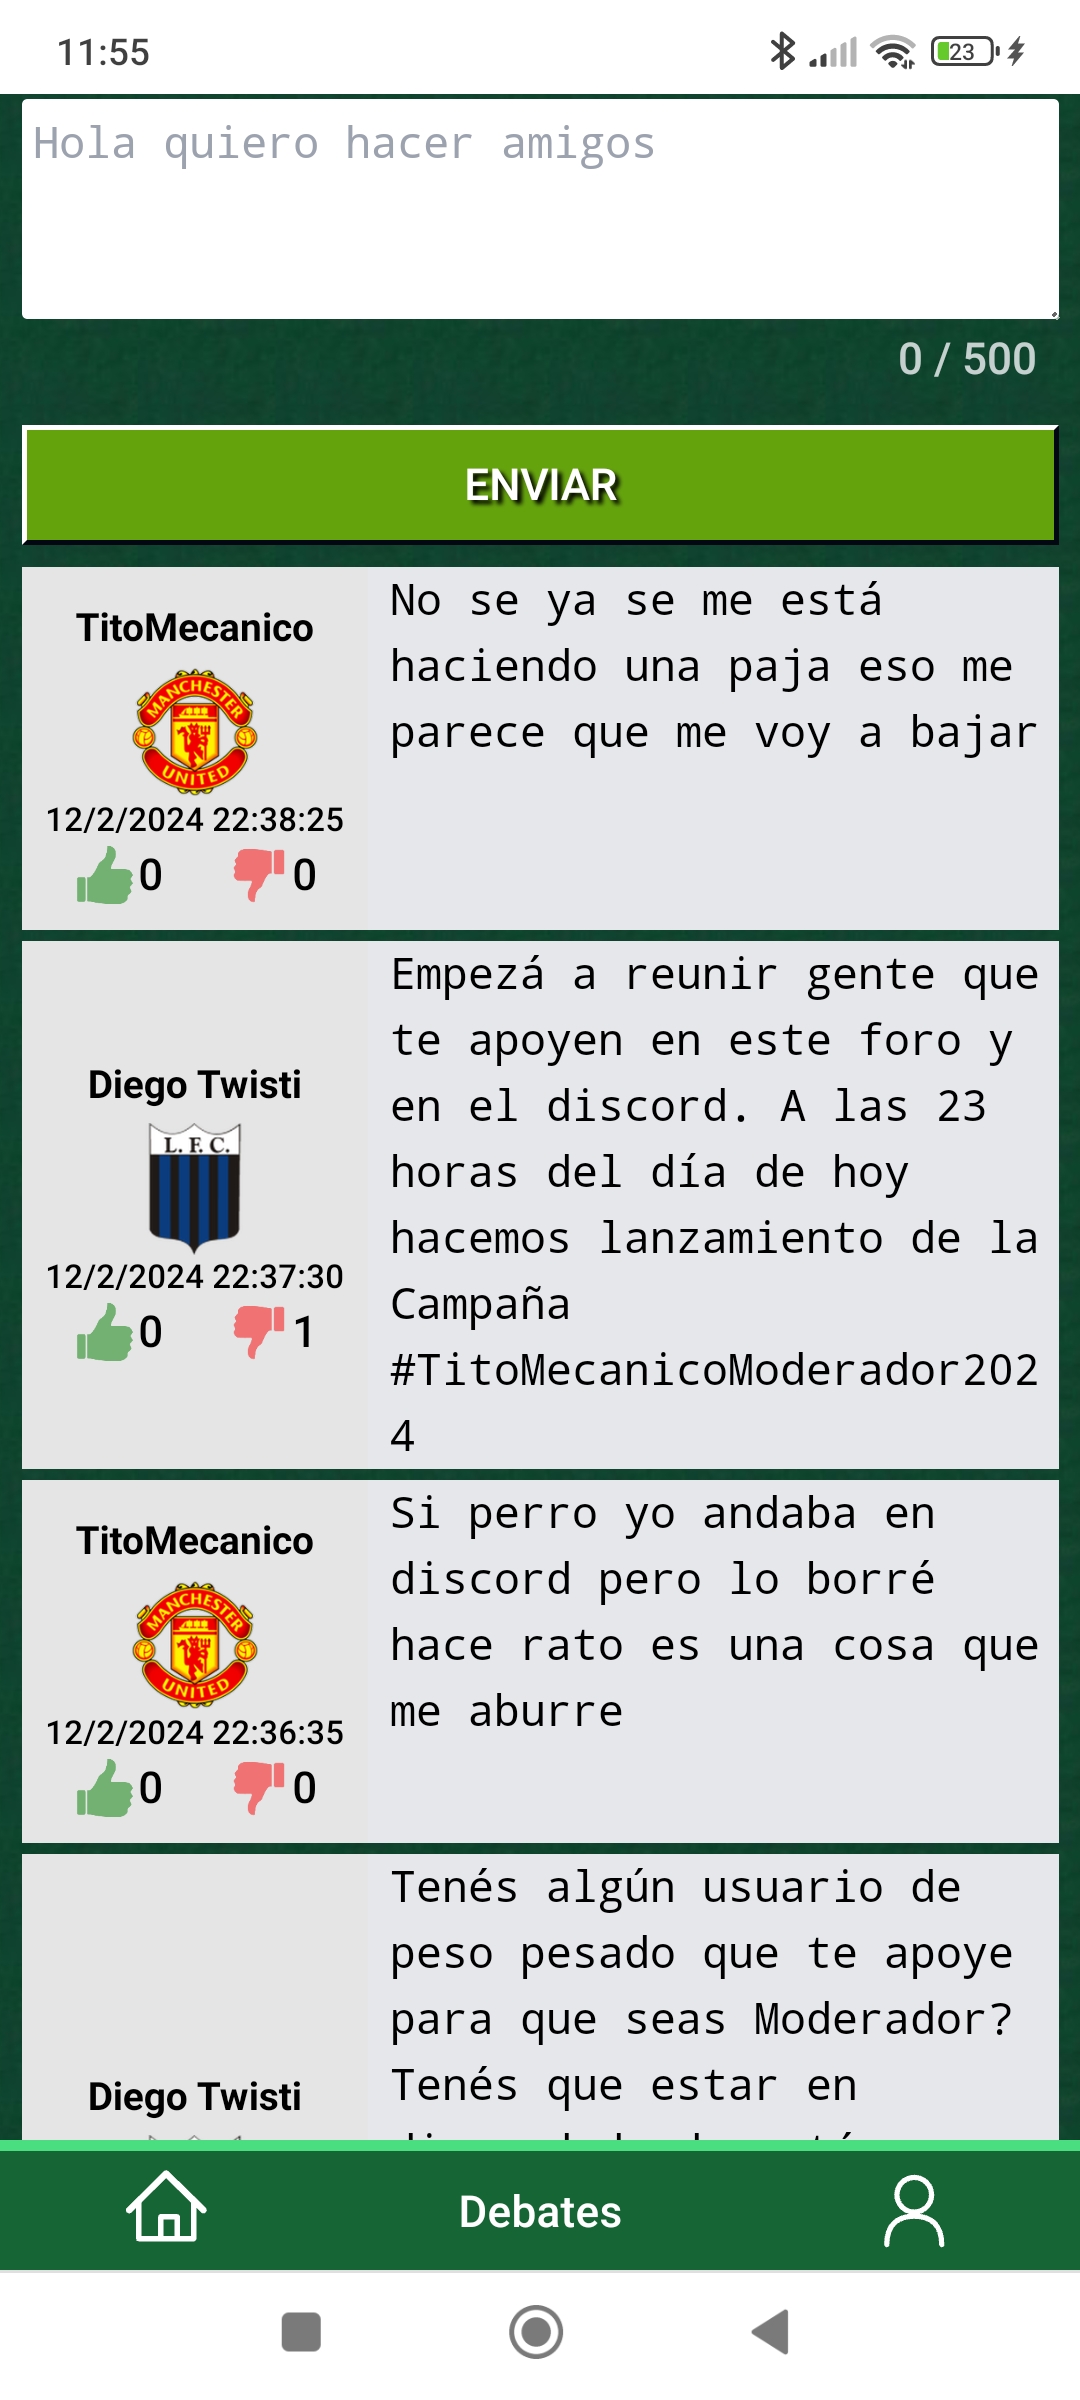 11:55
23
Hola quiero hacer amigos
0 / 500
ENVIAR
TitoMecanico
MANCHESTER
UNITED
12/2/2024 22:38:25
0 0
No se ya se me está
haciendo una paja eso me
parece que me voy a bajar
Diego Twisti
L. F. C.
12/2/2024 22:37:30
0 1
Empezá a reunir gente que
te apoyen en este foro y
en el discord. A las 23
horas del día de hoy
hacemos lanzamiento de la
Campaña
#TitoMecanicoModerador202
4
TitoMecanico
MANCHESTER
UNITED
12/2/2024 22:36:35
0 0
Si perro yo andaba en
discord pero lo borré
hace rato es una cosa que
me aburre
Diego Twisti
Tenés algún usuario de
peso pesado que te apoye
para que seas Moderador?
Tenés que estar en
Debates